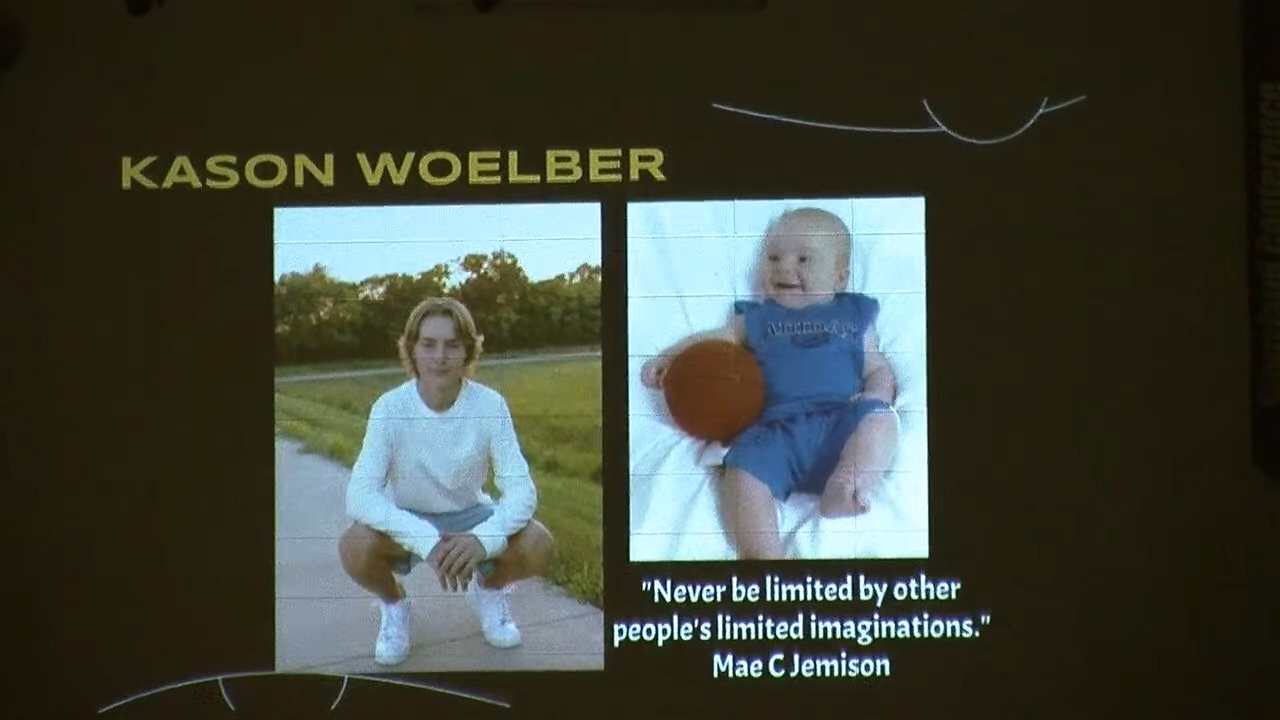 KASON WOELBER
"Never be limited by other
people's limited imaginations."
Mae C Jemison